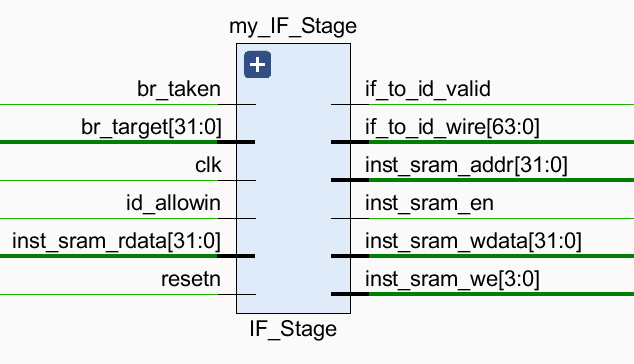 my_IF_Stage
br_taken
br_target[31:0]
clk
id_allowin
inst_sram_rdata[31:0]
resetn
if_to_id_valid
if_to_id_wire[63:0]
inst_sram_addr[31:0]
inst_sram_en
inst_sram_wdata[31:0]
inst_sram_we[3:0]
IF_Stage